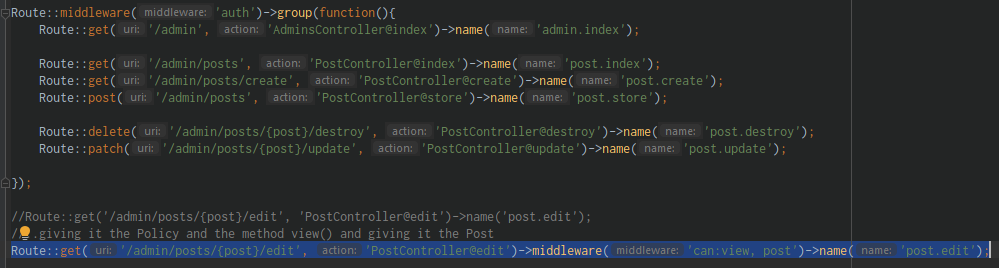 Route::middleware( middleware: 'auth')->group(function(){
Route::get( uri: '/admin', action: 'AdminsController@index')->name( name: 'admin.index');
Route::get( uri: '/admin/posts', action: 'PostController@index')->name( name: 'post.index');
Route::get( uri: '/admin/posts/create', action: 'PostController@create')->name( name: 'post.create');
Route::post( uri: '/admin/posts', action: 'PostController@store')->name( name: 'post.store');
Route::delete( uri: '/admin/posts/{post}/destroy', action: 'PostController@destroy')->name( name: 'post.destroy');
Route::patch( uri: '/admin/posts/{post}/update', action: 'PostController@update')->name( name: 'post.update');
});
//Route::get('/admin/posts/{post}/edit', 'PostController@edit')->name('post.edit');
/ .giving it the Policy and the method view() and giving it the Post
Route::get( uri: '/admin/posts/{post}/edit', action: 'PostController@edit')->middleware( middleware: 'can:view, post')->name( name: 'post.edit');